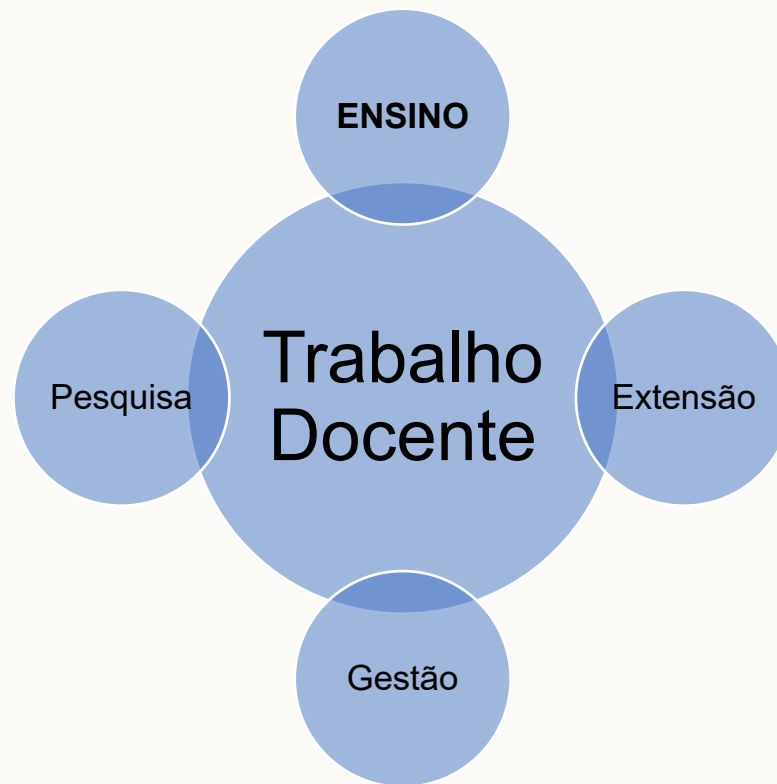 ENSINO
Trabalho
Docente
Pesquisa
Extensão
Gestão